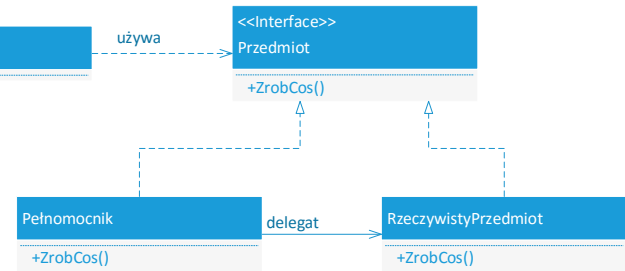 używa
<<Interface>>
Przedmiot
+ZrobCos()
Pełnomocnik
delegat
RzeczywistyPrzedmiot
+ZrobCos()
+ZrobCos()